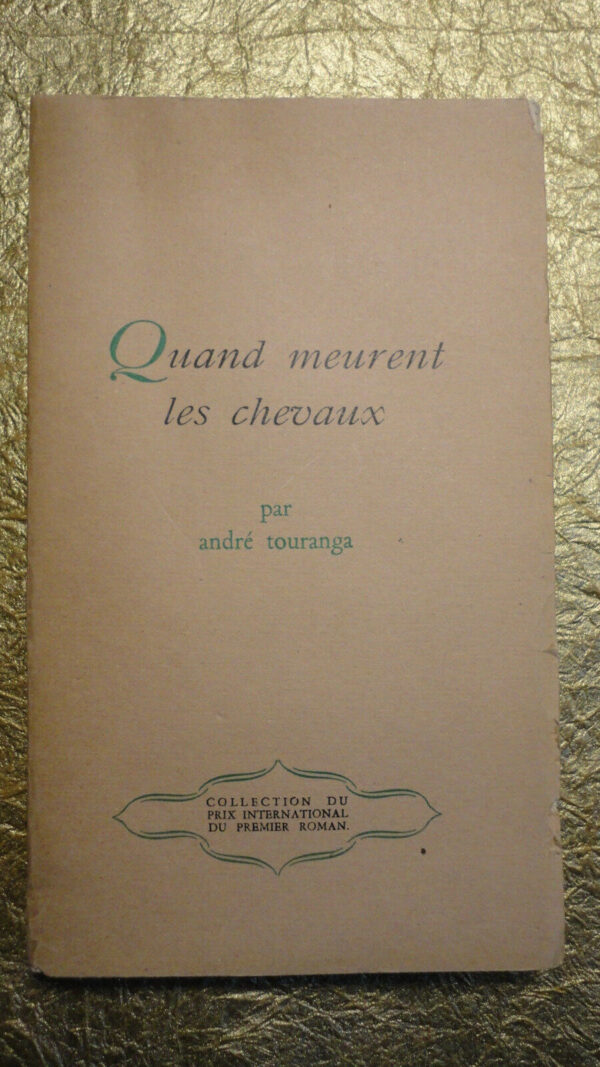 Quand meurent
les chevaux
par
andré touranga
COLLECTION DU
PRIX INTERNATIONAL
DU PREMIER ROMAN.